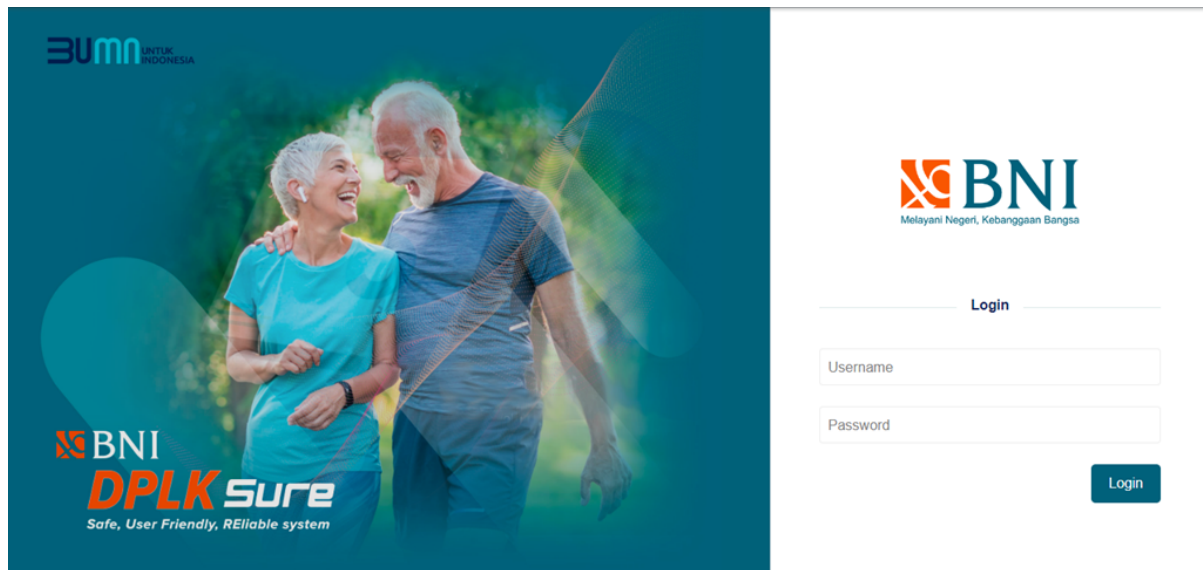 BUMN UNTUK
INDONESIA
BNI
DPLK Sure
Safe, User Friendly, REliable system
BNI
Melayani Negeri, Kebanggaan Bangsa
Login
Username
Password
Login